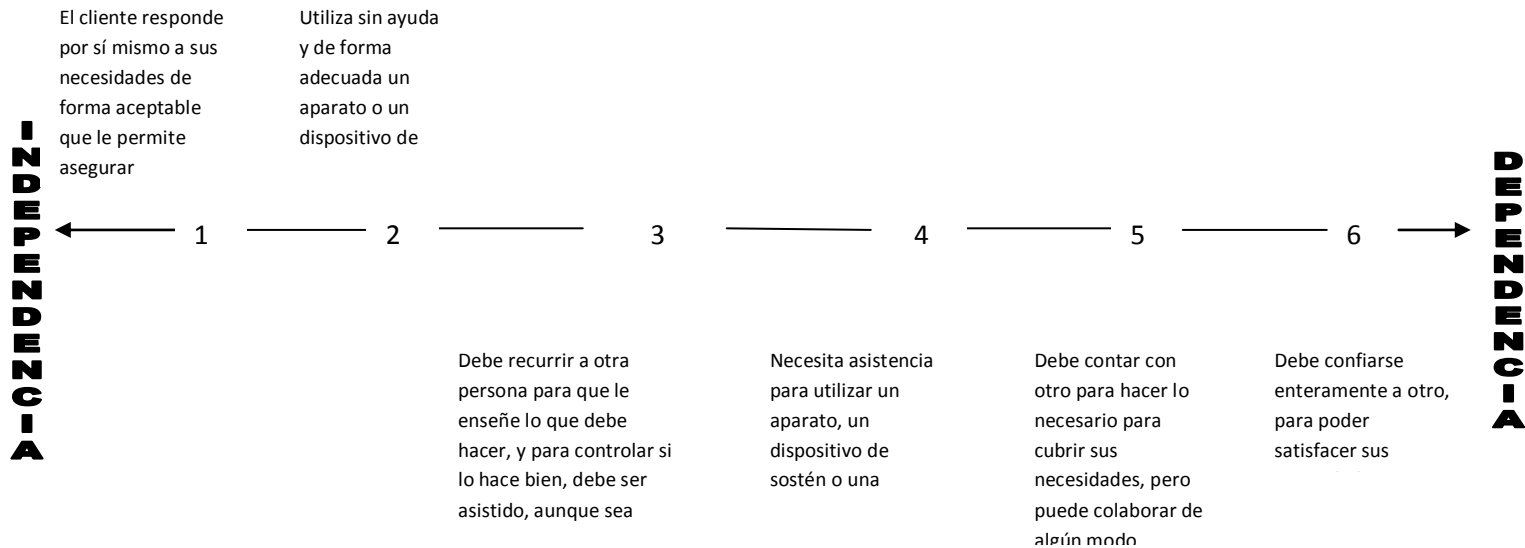 El cliente responde
por sí mismo a sus
necesidades de
forma aceptable
que le permite
asegurar
Utiliza sin ayuda
y de forma
adecuada un
aparato o un
dispositivo de
INDEPENDENCIA
1
2
3
4
5
6
DEPENDENCIA
Debe recurrir a otra
persona para que le
enseñe lo que debe
hacer, y para controlar si
lo hace bien, debe ser
asistido, aunque sea
Necesita asistencia
para utilizar un
aparato, un
dispositivo de
sostén o una
Debe contar con
otro para hacer lo
necesario para
cubrir sus
necesidades, pero
puede colaborar de
algún modo
Debe confiarse
enteramente a otro,
para poder
satisfacer sus